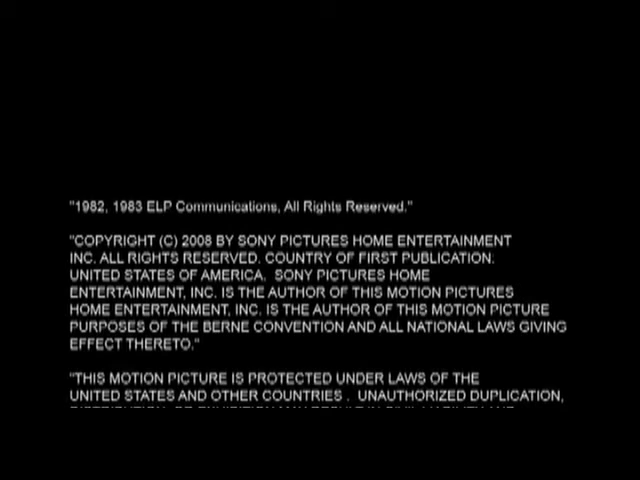 "1982, 1983 ELP Communications, All Rights Reserved."
"COPYRIGHT (C) 2008 BY SONY PICTURES HOME ENTERTAINMENT
INC. ALL RIGHTS RESERVED. COUNTRY OF FIRST PUBLICATION:
UNITED STATES OF AMERICA.  SONY PICTURES HOME
ENTERTAINMENT, INC. IS THE AUTHOR OF THIS MOTION PICTURES
HOME ENTERTAINMENT, INC. IS THE AUTHOR OF THIS MOTION PICTURE
PURPOSES OF THE BERNE CONVENTION AND ALL NATIONAL LAWS GIVING
EFFECT THERETO."
"THIS MOTION PICTURE IS PROTECTED UNDER LAWS OF THE
UNITED STATES AND OTHER COUNTRIES .  UNAUTHORIZED DUPLICATION,